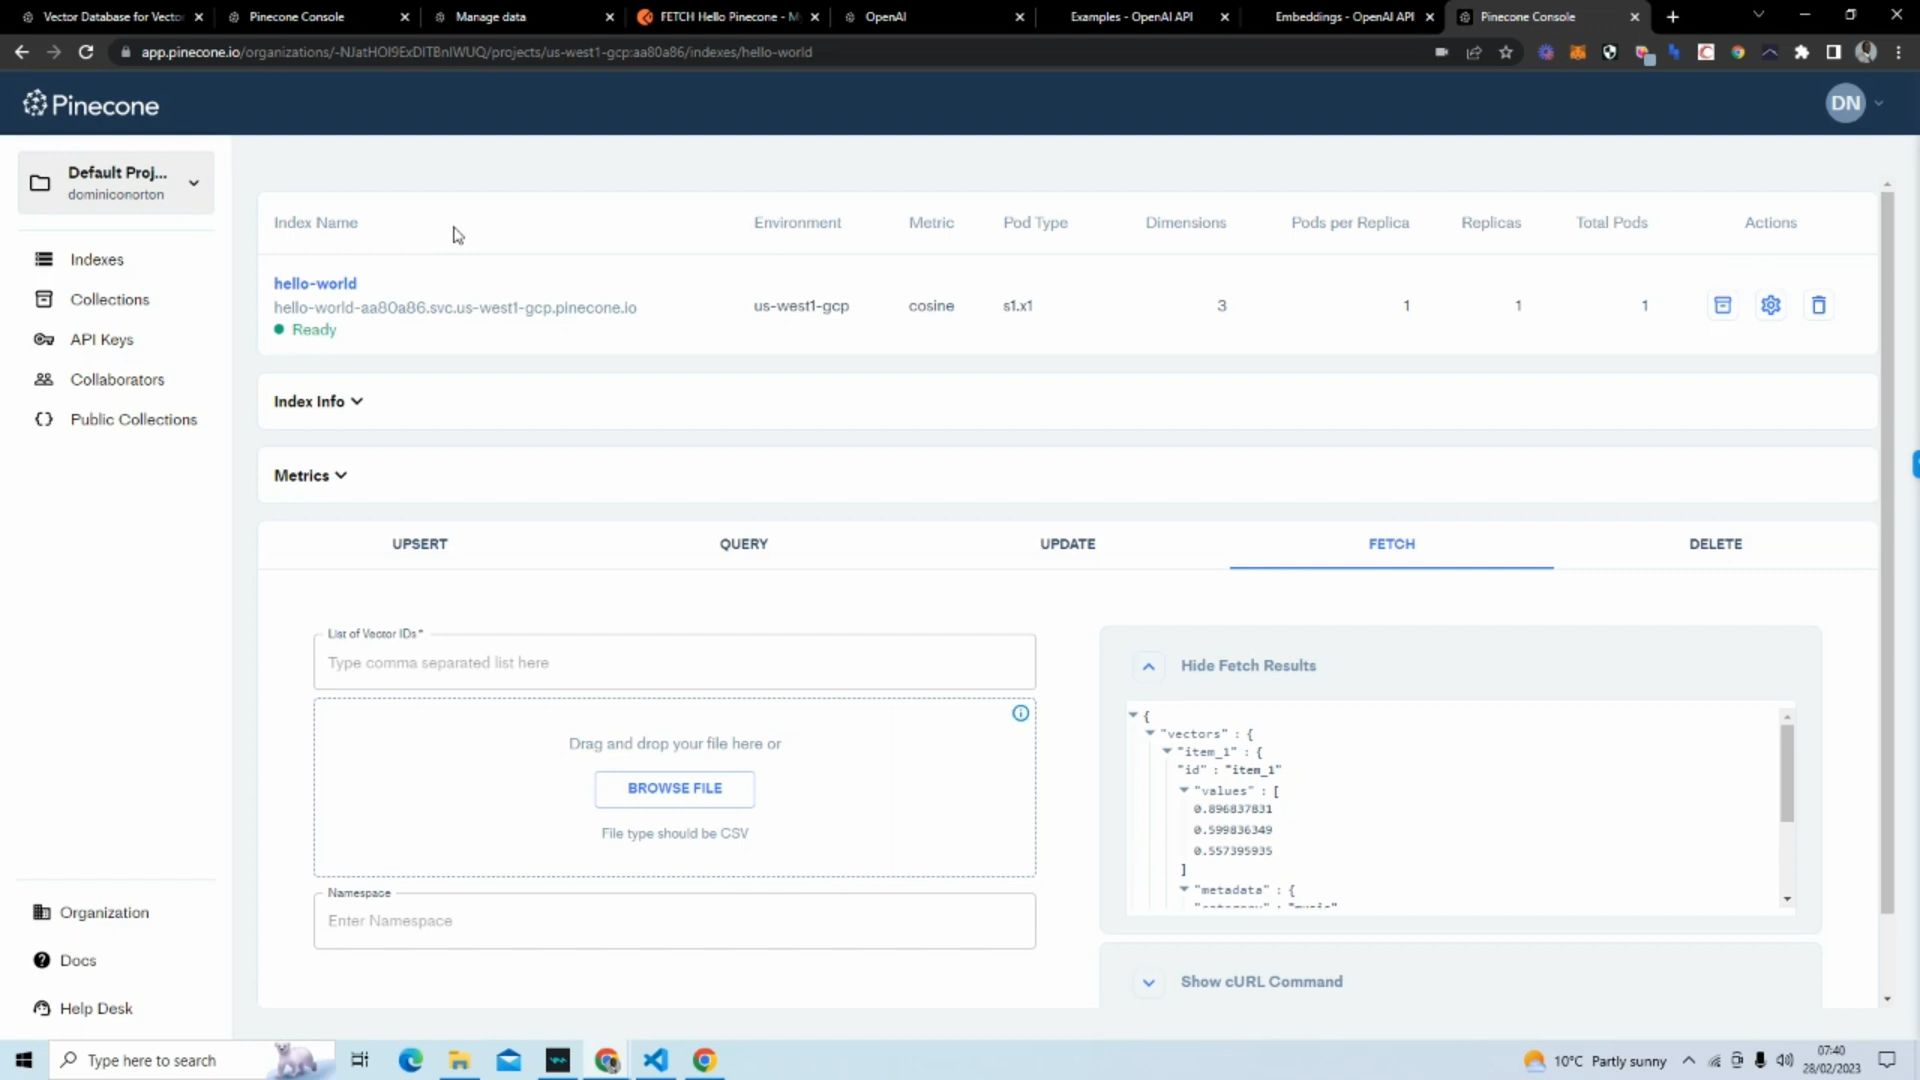 Vector Database for Vector
Pinecone Console
Manage data
FETCH Hello Pinecone - M
OpenAI
Examples - OpenAI API
Embeddings - OpenAI API
Pinecone Console
app.pinecone.io/organizations/-NJatHOI9ExDITBnIWUQ/projects/us-west1-gcp:aa80a86/indexes/hello-world
Pinecone
DN
Default Proj...
dominiconorton
Indexes
Collections
API Keys
Collaborators
Public Collections
Organization
Docs
Help Desk
Index Name Environment Metric Pod Type Dimensions Pods per Replica Replicas Total Pods Actions
hello-world
hello-world-aa80a86.svc.us-west1-gcp.pinecone.io us-west1-gcp cosine s1.x1 3 1 1 1
Ready
Index Info
Metrics
UPSERT QUERY UPDATE FETCH DELETE
List of Vector IDs *
Type comma separated list here
Drag and drop your file here or
BROWSE FILE
File type should be CSV
Namespace
Enter Namespace
Hide Fetch Results
{
"vectors" : {
"item_1" : {
"id" : "item_1"
"values" : [
0.896837831
0.599836349
0.557395935
]
"metadata" : {
"category" : "music"
Show cURL Command
Type here to search
10°C Partly sunny
07:40
28/02/2023